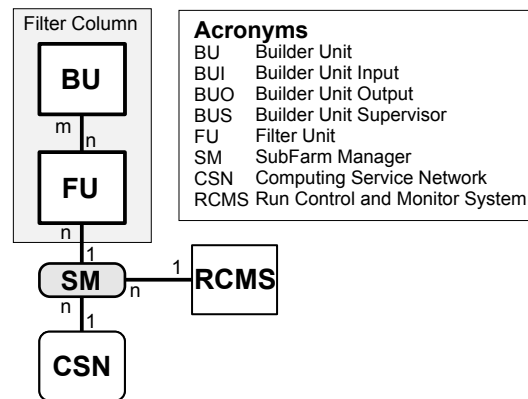 Filter Column
BU
m
n
FU
n
1
SM
1
n
RCMS
n
1
CSN
Acronyms
BU Builder Unit
BUI Builder Unit Input
BUO Builder Unit Output
BUS Builder Unit Supervisor
FU Filter Unit
SM SubFarm Manager
CSN Computing Service Network
RCMS Run Control and Monitor System